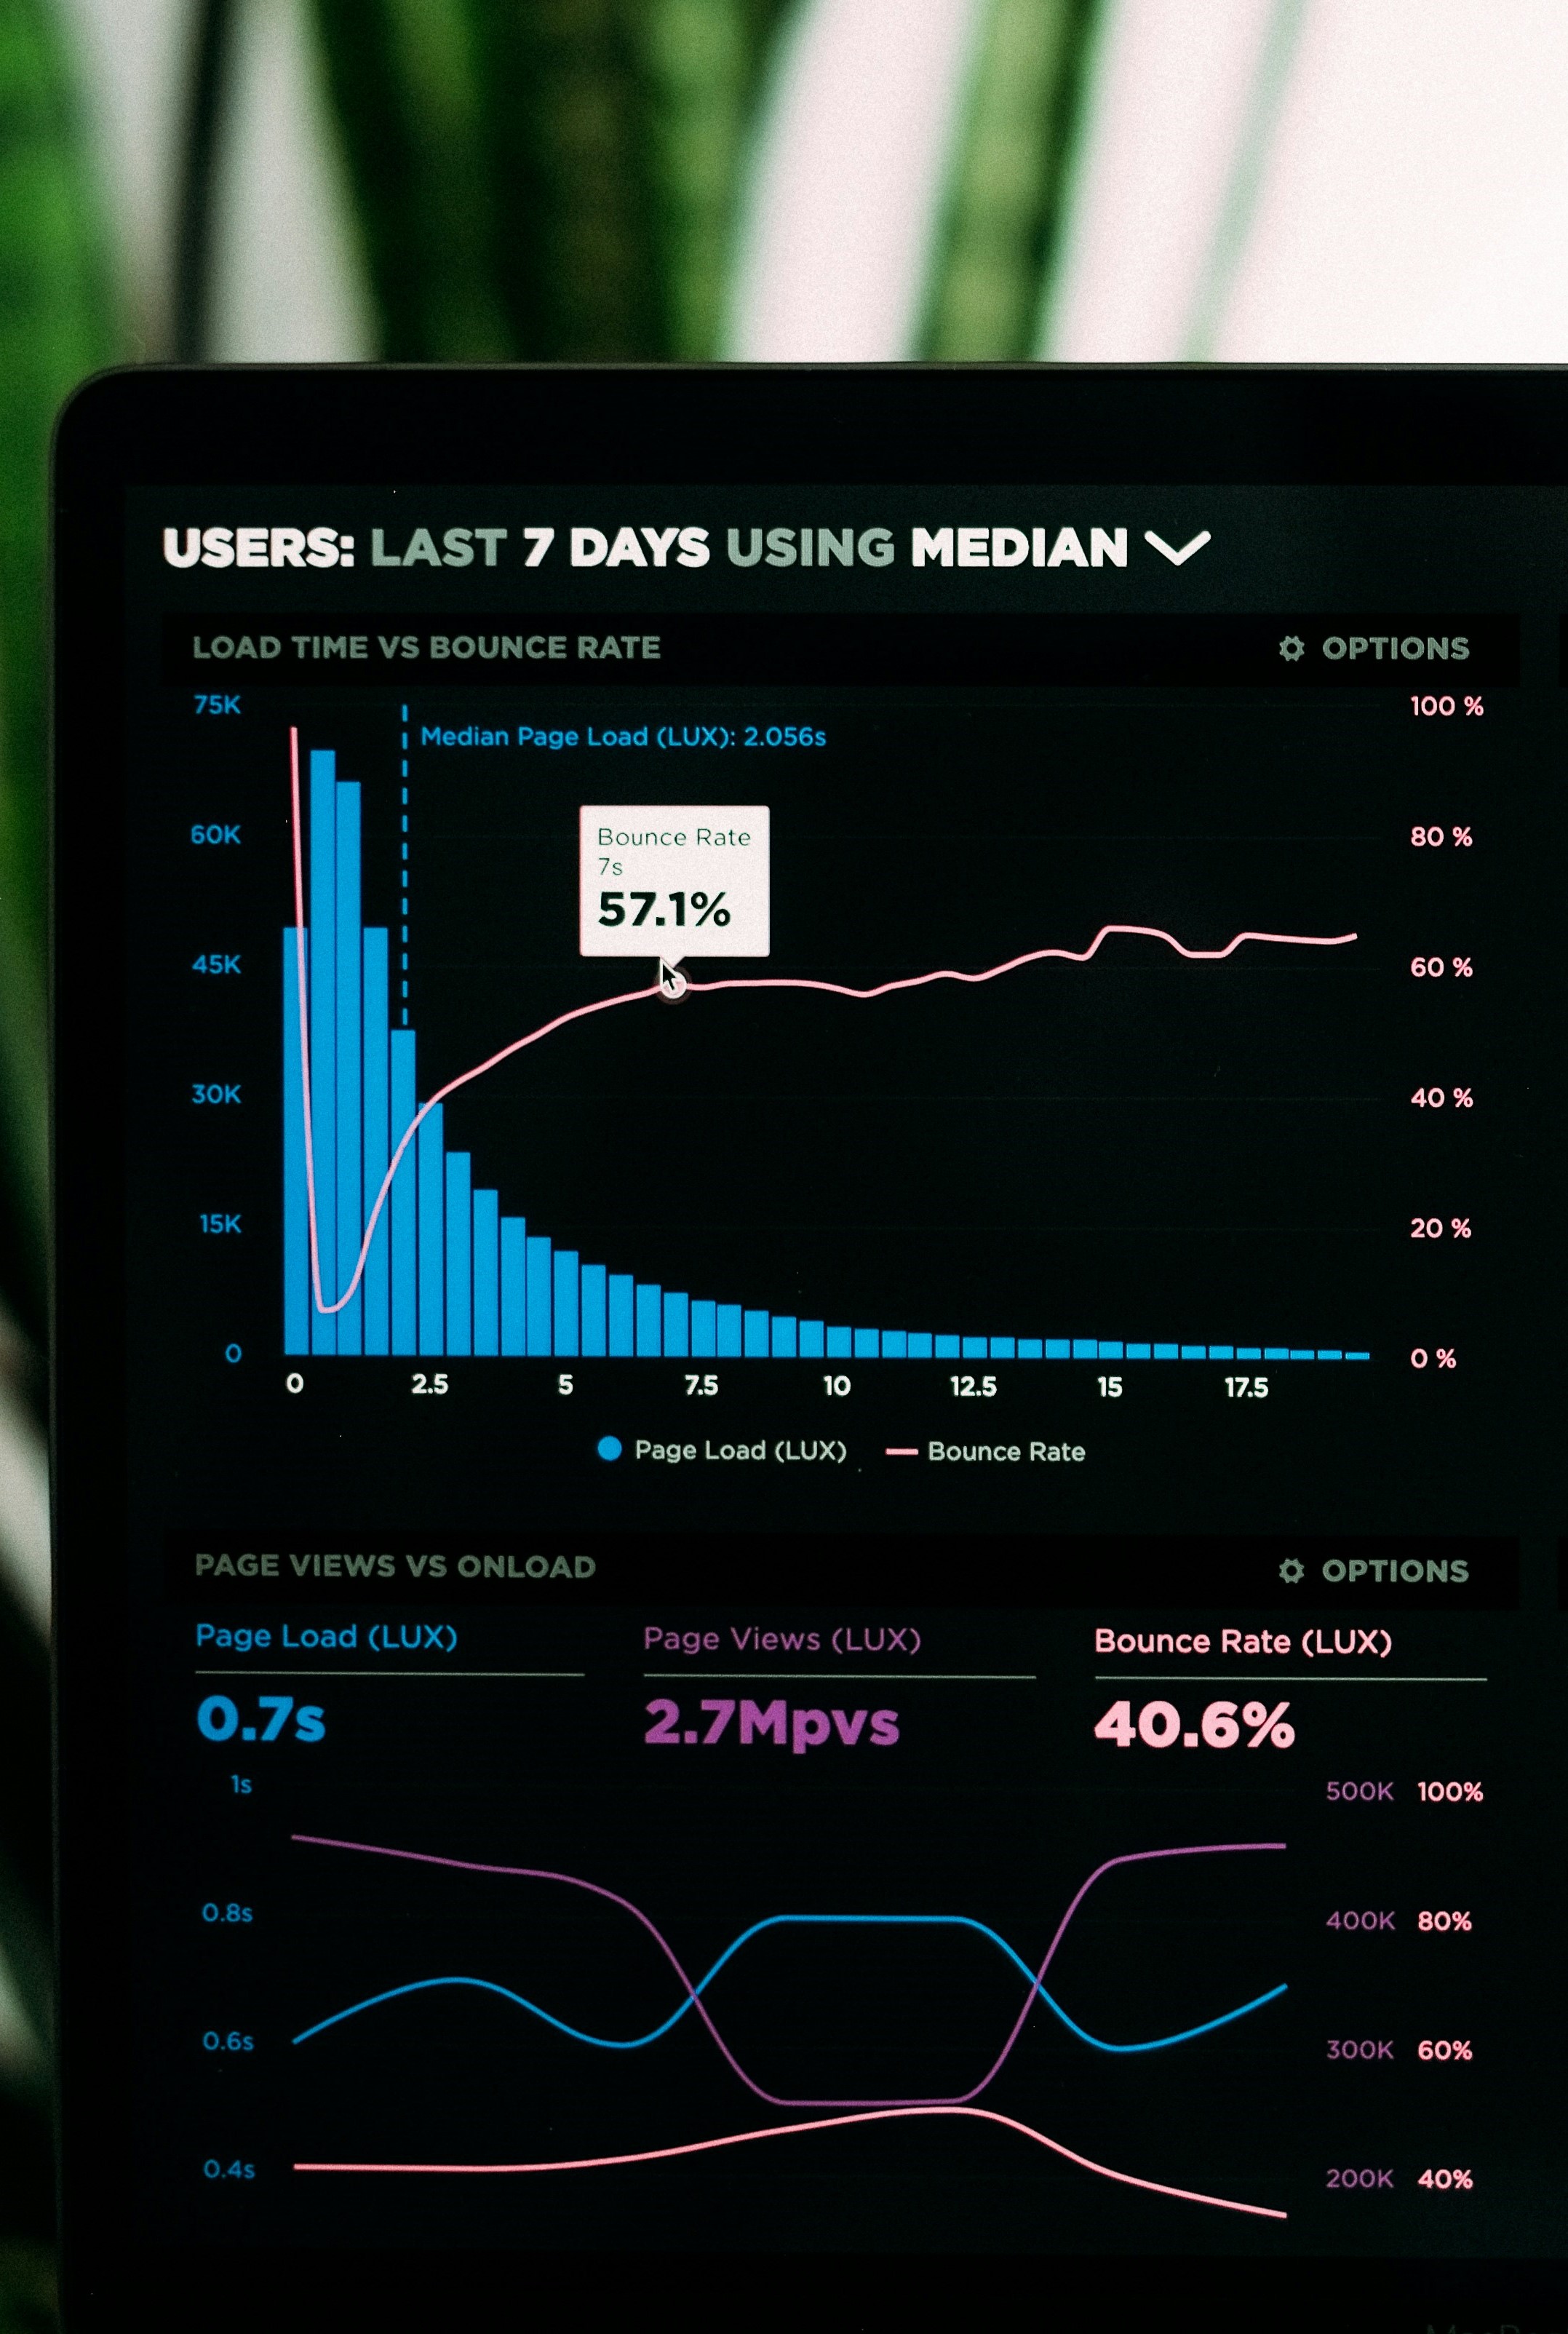 USERS: LAST 7 DAYS USING MEDIAN
LOAD TIME VS BOUNCE RATE
OPTIONS
75K
100 %
Median Page Load (LUX): 2.056s
60K
80 %
Bounce Rate
7s
57.1%
45K
60 %
30K
40 %
15K
20 %
0
0 %
0 2.5 5 7.5 10 12.5 15 17.5
Page Load (LUX) Bounce Rate
PAGE VIEWS VS ONLOAD
OPTIONS
Page Load (LUX)
0.7s
Page Views (LUX)
2.7Mpvs
Bounce Rate (LUX)
40.6%
1s
500K 100%
0.8s
400K 80%
0.6s
300K 60%
0.4s
200K 40%